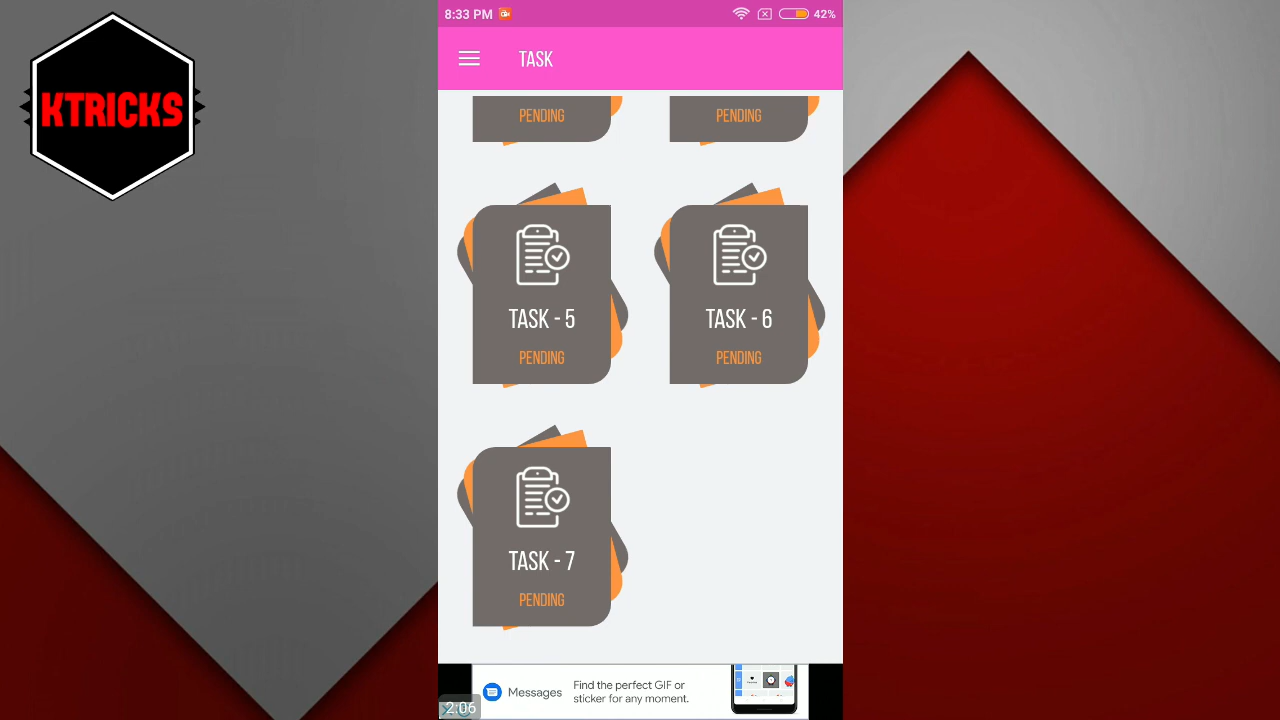 KTRICKS
8:33 PM
42%
TASK
PENDING
PENDING
TASK - 5
TASK - 6
PENDING
PENDING
TASK - 7
PENDING
Messages
Find the perfect GIF or
sticker for any moment.
2:06